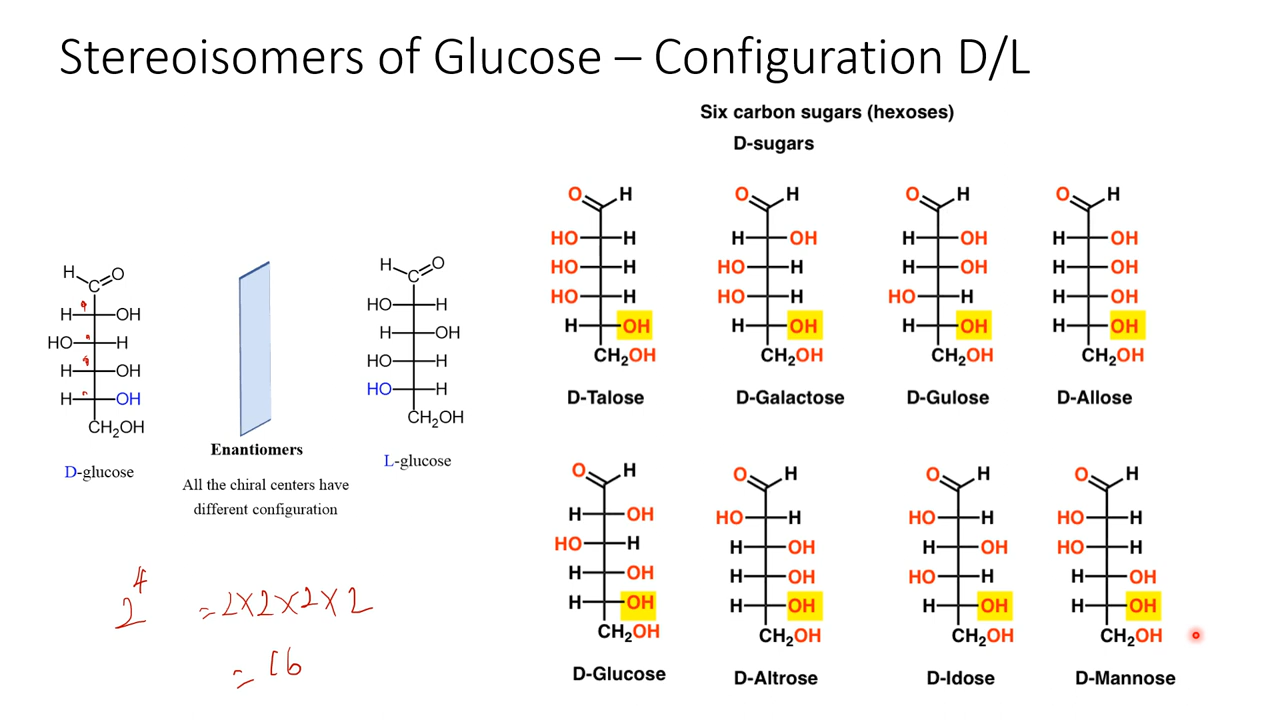 Stereoisomers of Glucose – Configuration D/L
Six carbon sugars (hexoses)
D-sugars
H
C
O
H OH
HO H
H OH
H OH
CH₂OH
D-glucose
Enantiomers
All the chiral centers have
different configuration
H
C
O
HO H
H OH
HO H
HO H
CH₂OH
L-glucose
O H
HO H
HO H
HO H
H OH
CH₂OH
D-Talose
O H
H OH
HO H
HO H
H OH
CH₂OH
D-Galactose
O H
H OH
H OH
HO H
H OH
CH₂OH
D-Gulose
O H
H OH
H OH
H OH
H OH
CH₂OH
D-Allose
O H
H OH
HO H
H OH
H OH
CH₂OH
D-Glucose
O H
HO H
H OH
H OH
H OH
CH₂OH
D-Altrose
O H
HO H
H OH
HO H
H OH
CH₂OH
D-Idose
O H
HO H
HO H
H OH
H OH
CH₂OH
D-Mannose
2⁴ = 2×2×2×2
= 16